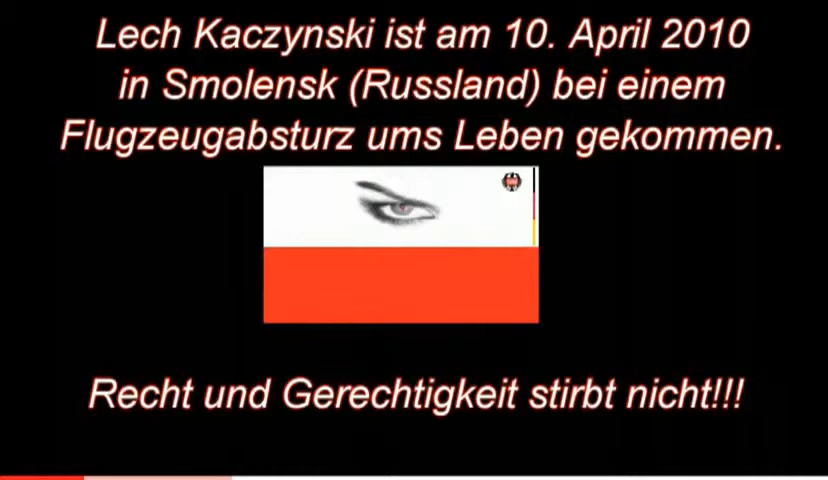 Lech Kaczynski ist am 10. April 2010
in Smolensk (Russland) bei einem
Flugzeugabsturz ums Leben gekommen.
Recht und Gerechtigkeit stirbt nicht!!!